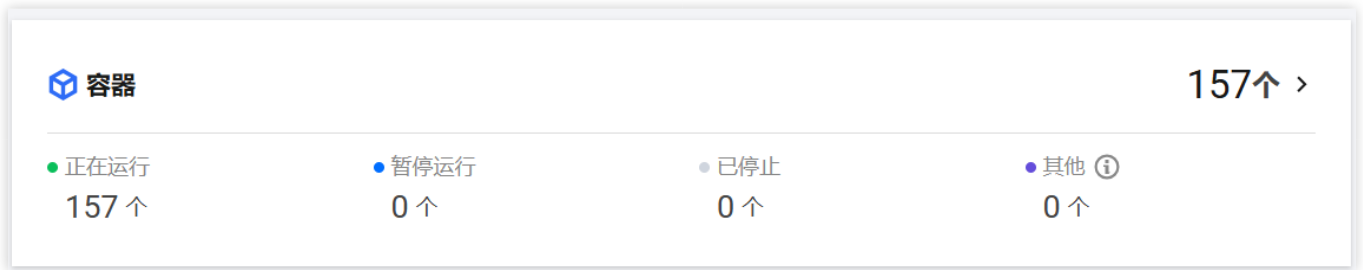 容器 157个
正在运行 暂停运行 已停止 其他
157 个 0 个 0 个 0 个